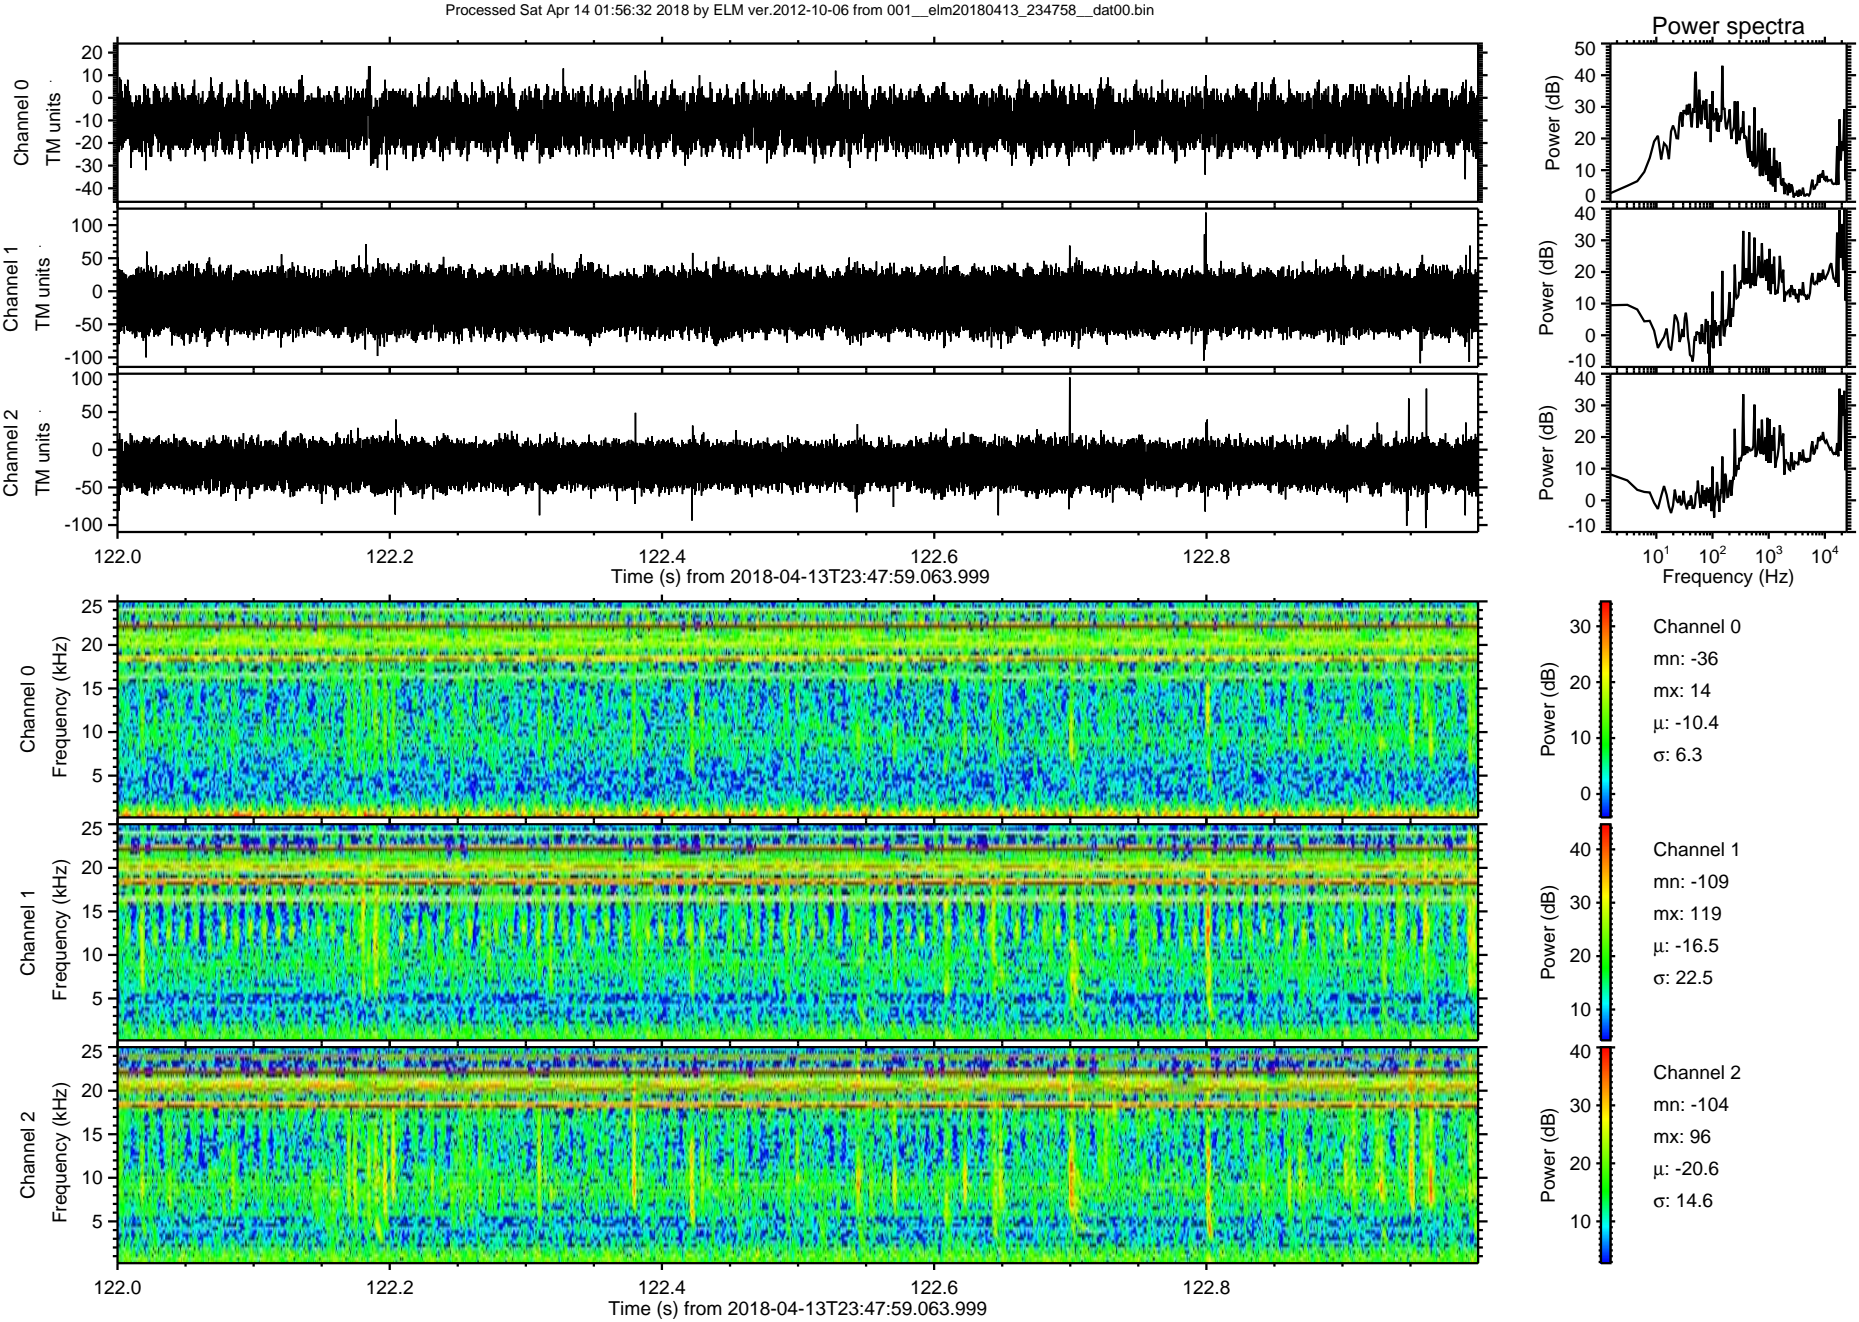 Processed Sat Apr 14 01:56:32 2018 by ELM ver.2012-10-06 from 001__elm20180413_234758__dat00.bin
Power spectra
Channel 0
TM units
20
10
0
-10
-20
-30
-40
Power (dB)
50
40
30
20
10
0
Channel 1
TM units
100
50
0
-50
-100
Power (dB)
40
30
20
10
0
-10
Channel 2
TM units
100
50
0
-50
-100
Power (dB)
40
30
20
10
0
-10
122.0 122.2 122.4 122.6 122.8
Time (s) from 2018-04-13T23:47:59.063.999
10¹ 10² 10³ 10⁴
Frequency (Hz)
Channel 0
Frequency (kHz)
25
20
15
10
5
Power (dB)
30
20
10
0
Channel 0
mn: -36
mx: 14
μ: -10.4
σ: 6.3
Channel 1
Frequency (kHz)
25
20
15
10
5
Power (dB)
40
30
20
10
Channel 1
mn: -109
mx: 119
μ: -16.5
σ: 22.5
Channel 2
Frequency (kHz)
25
20
15
10
5
Power (dB)
40
30
20
10
Channel 2
mn: -104
mx: 96
μ: -20.6
σ: 14.6
122.0 122.2 122.4 122.6 122.8
Time (s) from 2018-04-13T23:47:59.063.999